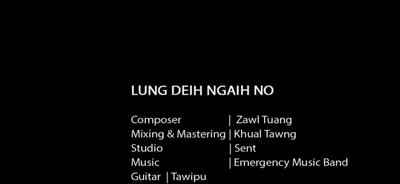 LUNG DEIH NGAIH NO
Composer | Zawl Tuang
Mixing & Mastering | Khual Tawng
Studio | Sent
Music | Emergency Music Band
Guitar | Tawipu